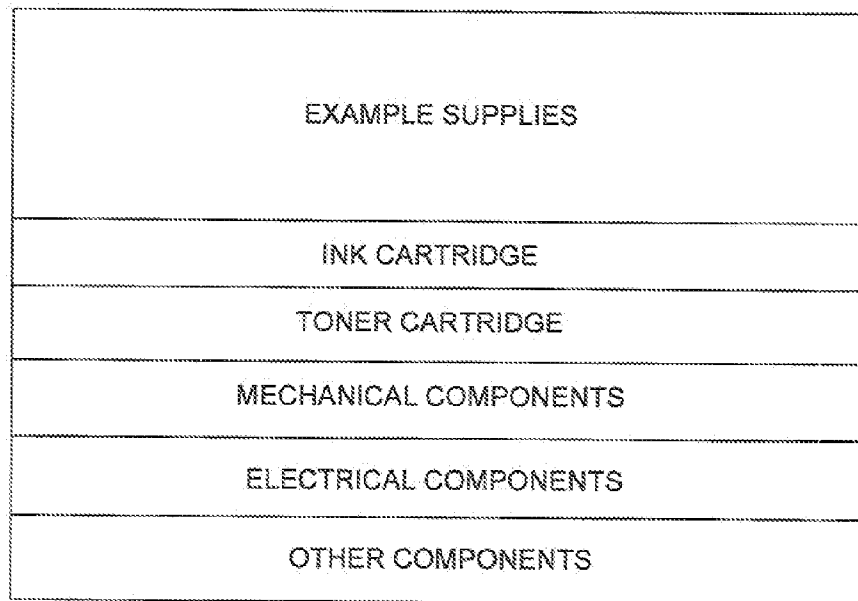 EXAMPLE SUPPLIES
INK CARTRIDGE
TONER CARTRIDGE
MECHANICAL COMPONENTS
ELECTRICAL COMPONENTS
OTHER COMPONENTS